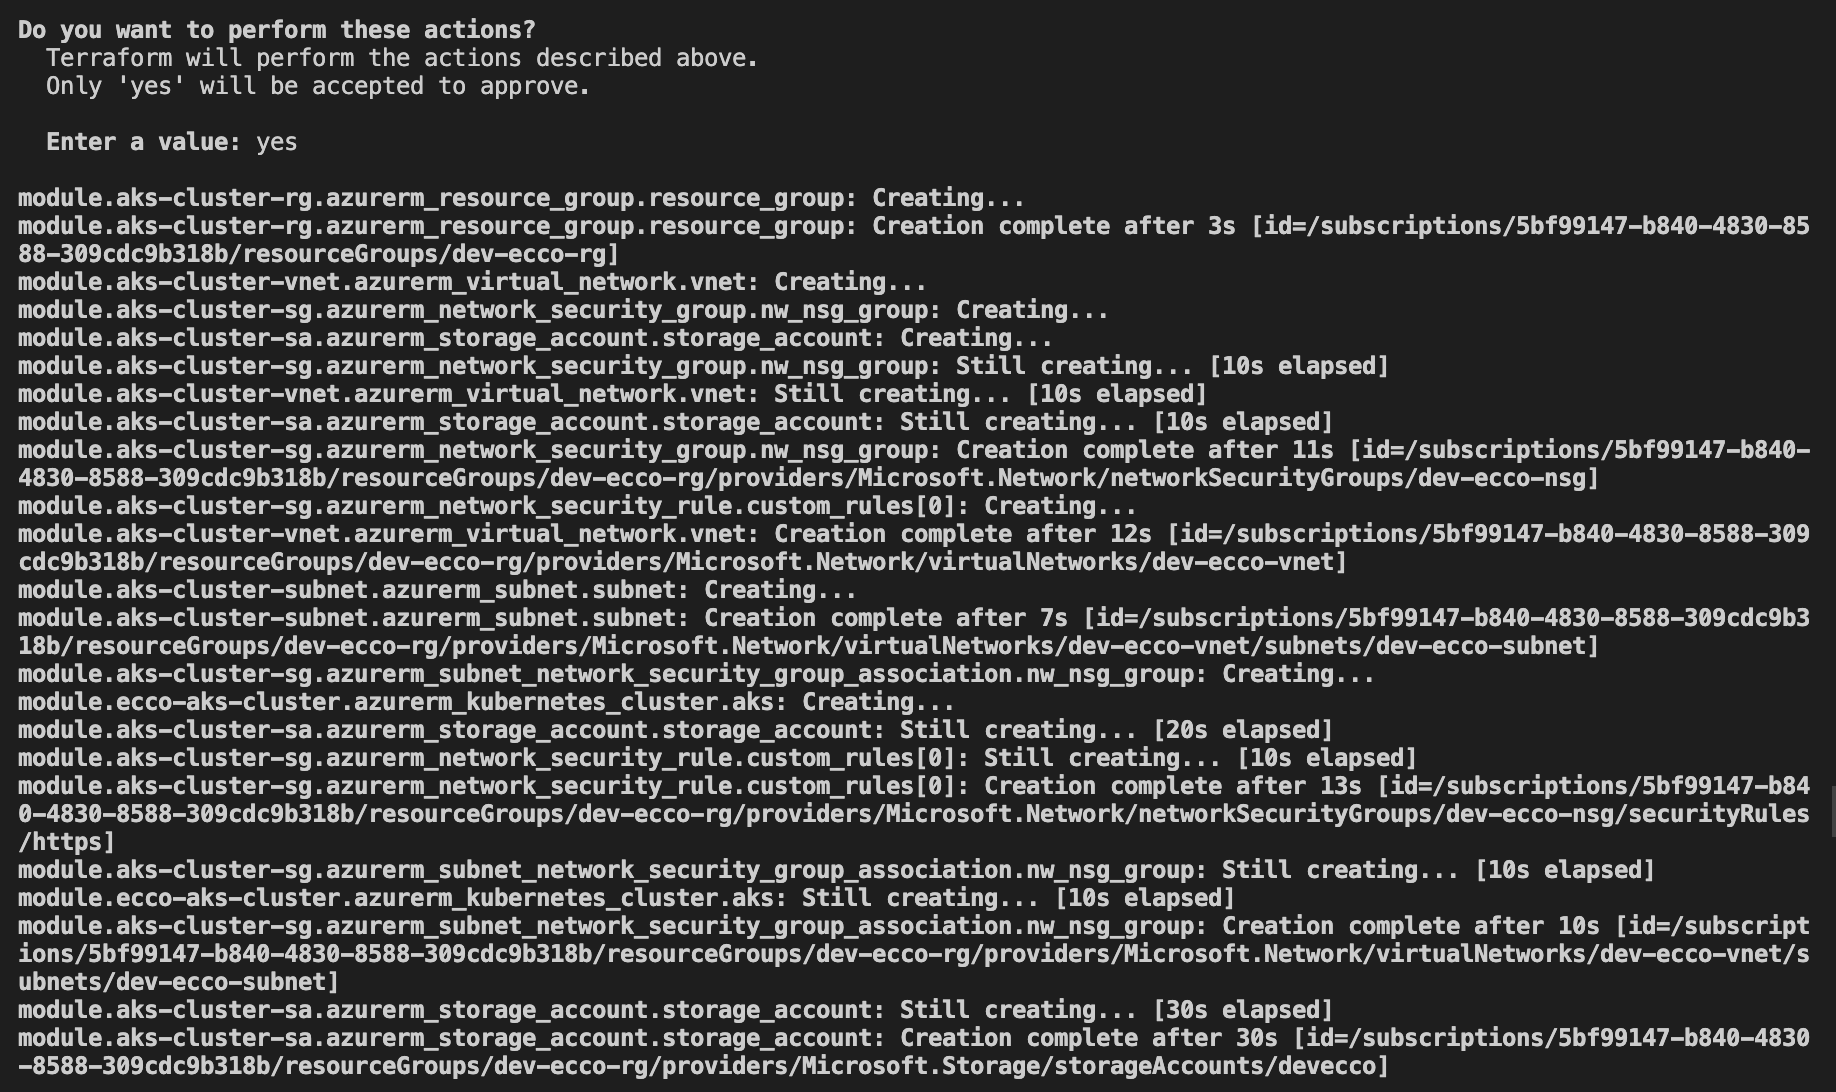 Do you want to perform these actions?
  Terraform will perform the actions described above.
  Only 'yes' will be accepted to approve.

  Enter a value: yes

module.aks-cluster-rg.azurerm_resource_group.resource_group: Creating...
module.aks-cluster-rg.azurerm_resource_group.resource_group: Creation complete after 3s [id=/subscriptions/5bf99147-b840-4830-85
88-309cdc9b318b/resourceGroups/dev-ecco-rg]
module.aks-cluster-vnet.azurerm_virtual_network.vnet: Creating...
module.aks-cluster-sg.azurerm_network_security_group.nw_nsg_group: Creating...
module.aks-cluster-sa.azurerm_storage_account.storage_account: Creating...
module.aks-cluster-sg.azurerm_network_security_group.nw_nsg_group: Still creating... [10s elapsed]
module.aks-cluster-vnet.azurerm_virtual_network.vnet: Still creating... [10s elapsed]
module.aks-cluster-sa.azurerm_storage_account.storage_account: Still creating... [10s elapsed]
module.aks-cluster-sg.azurerm_network_security_group.nw_nsg_group: Creation complete after 11s [id=/subscriptions/5bf99147-b840-
4830-8588-309cdc9b318b/resourceGroups/dev-ecco-rg/providers/Microsoft.Network/networkSecurityGroups/dev-ecco-nsg]
module.aks-cluster-sg.azurerm_network_security_rule.custom_rules[0]: Creating...
module.aks-cluster-vnet.azurerm_virtual_network.vnet: Creation complete after 12s [id=/subscriptions/5bf99147-b840-4830-8588-309
cdc9b318b/resourceGroups/dev-ecco-rg/providers/Microsoft.Network/virtualNetworks/dev-ecco-vnet]
module.aks-cluster-subnet.azurerm_subnet.subnet: Creating...
module.aks-cluster-subnet.azurerm_subnet.subnet: Creation complete after 7s [id=/subscriptions/5bf99147-b840-4830-8588-309cdc9b3
18b/resourceGroups/dev-ecco-rg/providers/Microsoft.Network/virtualNetworks/dev-ecco-vnet/subnets/dev-ecco-subnet]
module.aks-cluster-sg.azurerm_subnet_network_security_group_association.nw_nsg_group: Creating...
module.ecco-aks-cluster.azurerm_kubernetes_cluster.aks: Creating...
module.aks-cluster-sa.azurerm_storage_account.storage_account: Still creating... [20s elapsed]
module.aks-cluster-sg.azurerm_network_security_rule.custom_rules[0]: Still creating... [10s elapsed]
module.aks-cluster-sg.azurerm_network_security_rule.custom_rules[0]: Creation complete after 13s [id=/subscriptions/5bf99147-b84
0-4830-8588-309cdc9b318b/resourceGroups/dev-ecco-rg/providers/Microsoft.Network/networkSecurityGroups/dev-ecco-nsg/securityRules
/https]
module.aks-cluster-sg.azurerm_subnet_network_security_group_association.nw_nsg_group: Still creating... [10s elapsed]
module.ecco-aks-cluster.azurerm_kubernetes_cluster.aks: Still creating... [10s elapsed]
module.aks-cluster-sg.azurerm_subnet_network_security_group_association.nw_nsg_group: Creation complete after 10s [id=/subscript
ions/5bf99147-b840-4830-8588-309cdc9b318b/resourceGroups/dev-ecco-rg/providers/Microsoft.Network/virtualNetworks/dev-ecco-vnet/s
ubnets/dev-ecco-subnet]
module.aks-cluster-sa.azurerm_storage_account.storage_account: Still creating... [30s elapsed]
module.aks-cluster-sa.azurerm_storage_account.storage_account: Creation complete after 30s [id=/subscriptions/5bf99147-b840-4830
-8588-309cdc9b318b/resourceGroups/dev-ecco-rg/providers/Microsoft.Storage/storageAccounts/devecco]